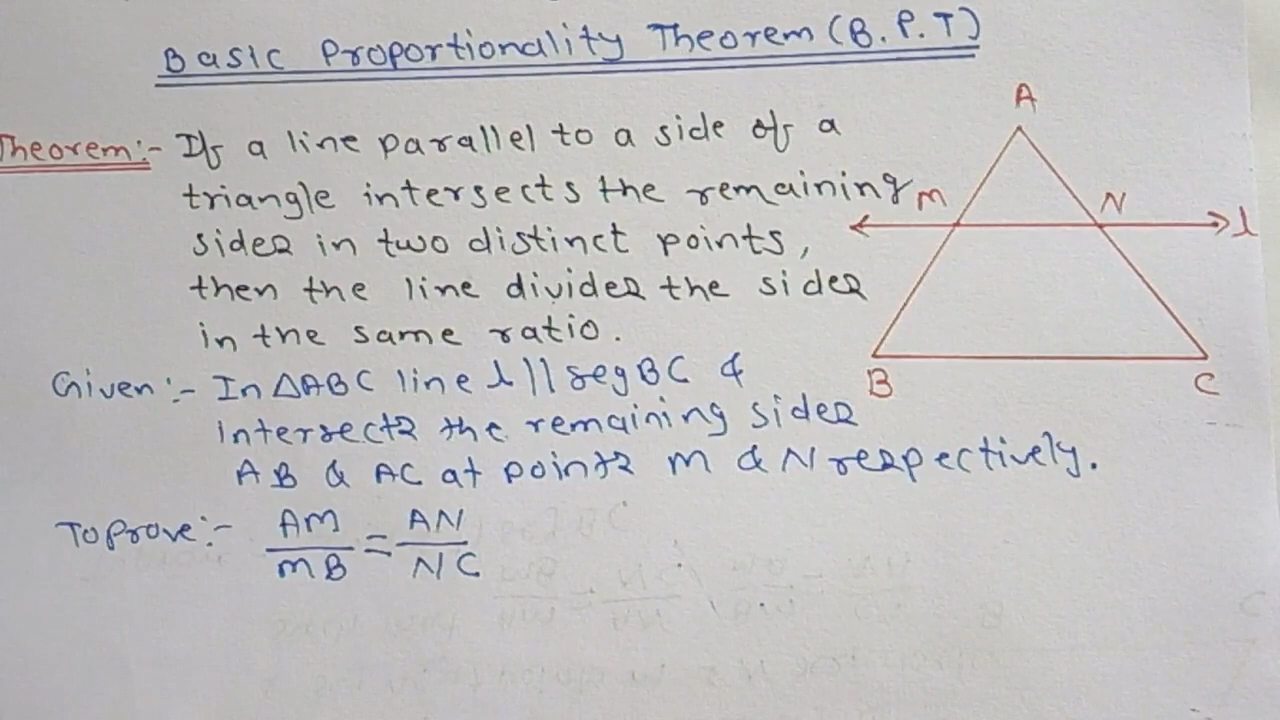 Basic Proportionality Theorem (B.P.T)
Theorem:- If a line parallel to a side of a
triangle intersects the remaining
sides in two distinct points,
then the line divides the sides
in the same ratio.
A
M
N
l
B
C
Given:- In △ABC line l || seg BC &
intersects the remaining sides
AB & AC at points M & N respectively.
To Prove:- AM/MB = AN/NC